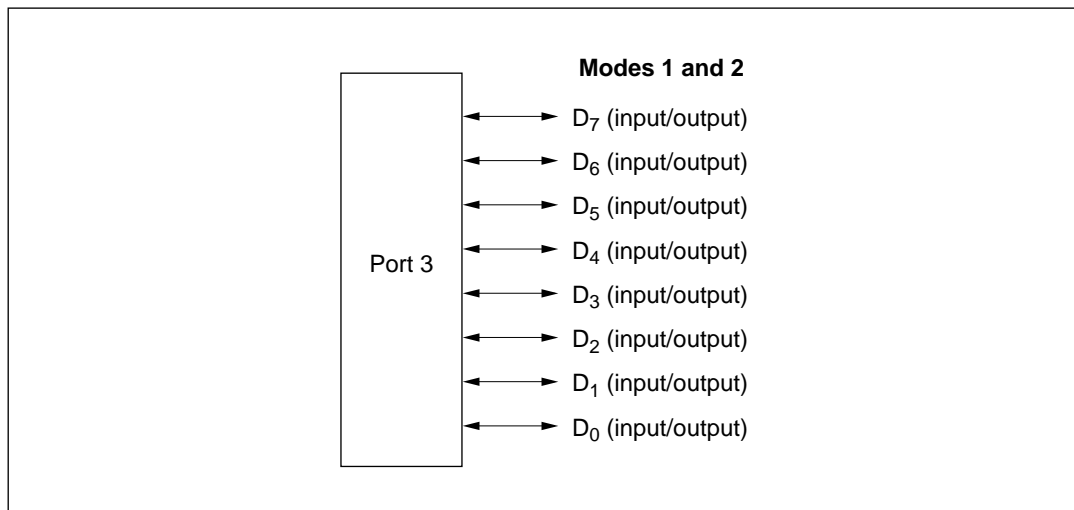 Modes 1 and 2
D7 (input/output)
D6 (input/output)
D5 (input/output)
D4 (input/output)
Port 3
D3 (input/output)
D2 (input/output)
D1 (input/output)
D0 (input/output)